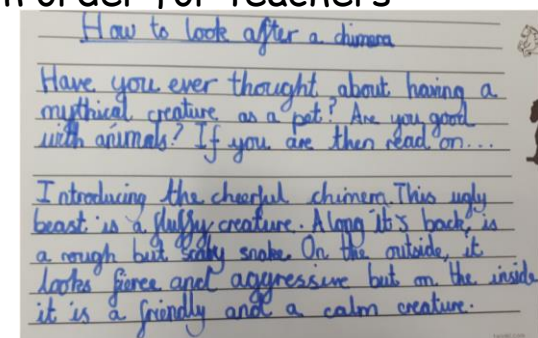 n order for teachers
How to look after a chimera
Have you ever thought about having a
mythical creature as a pet? Are you good
with animals? If you are then read on...
Introducing the cheerful chimera. This ugly
beast is a fluffy creature. Along it's back, is
a rough but scaly snake. On the outside, it
looks fierce and aggressive but on the inside
it is a friendly and a calm creature.